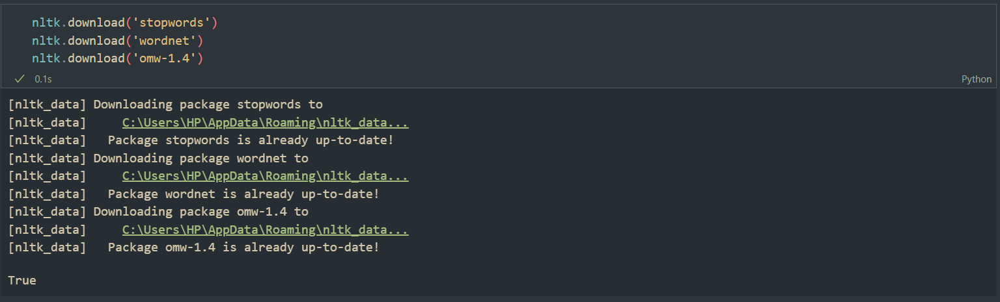 nltk.download('stopwords')
nltk.download('wordnet')
nltk.download('omw-1.4')
0.1s Python
[nltk_data] Downloading package stopwords to
[nltk_data]     C:\Users\HP\AppData\Roaming\nltk_data...
[nltk_data]   Package stopwords is already up-to-date!
[nltk_data] Downloading package wordnet to
[nltk_data]     C:\Users\HP\AppData\Roaming\nltk_data...
[nltk_data]   Package wordnet is already up-to-date!
[nltk_data] Downloading package omw-1.4 to
[nltk_data]     C:\Users\HP\AppData\Roaming\nltk_data...
[nltk_data]   Package omw-1.4 is already up-to-date!
True